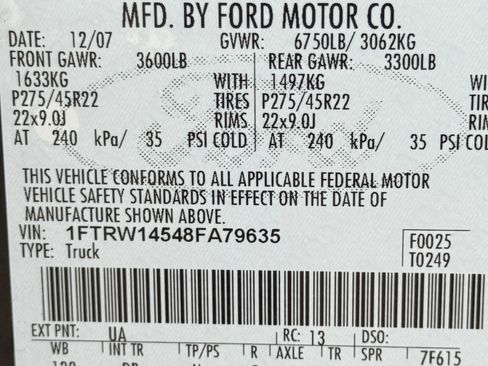 MFD. BY FORD MOTOR CO.
DATE: 12/07 GVWR: 6750LB/ 3062KG
FRONT GAWR: 3600LB REAR GAWR: 3300LB
1633KG WITH 1497KG WI
P275/45R22 TIRES P275/45R22 TIRE
22x9.0J RIMS 22x9.0J RIMS
AT 240 kPa/ 35 PSI COLD AT 240 kPa/ 35 PSI COLD
THIS VEHICLE CONFORMS TO ALL APPLICABLE FEDERAL MOTOR
VEHICLE SAFETY STANDARDS IN EFFECT ON THE DATE OF
MANUFACTURE SHOWN ABOVE.
VIN: 1FTRW14548FA79635 F0025
TYPE: Truck T0249
EXT PNT: UA RC: 13 DSO:
WB INT TR TP/PS R AXLE TR SPR 7F615